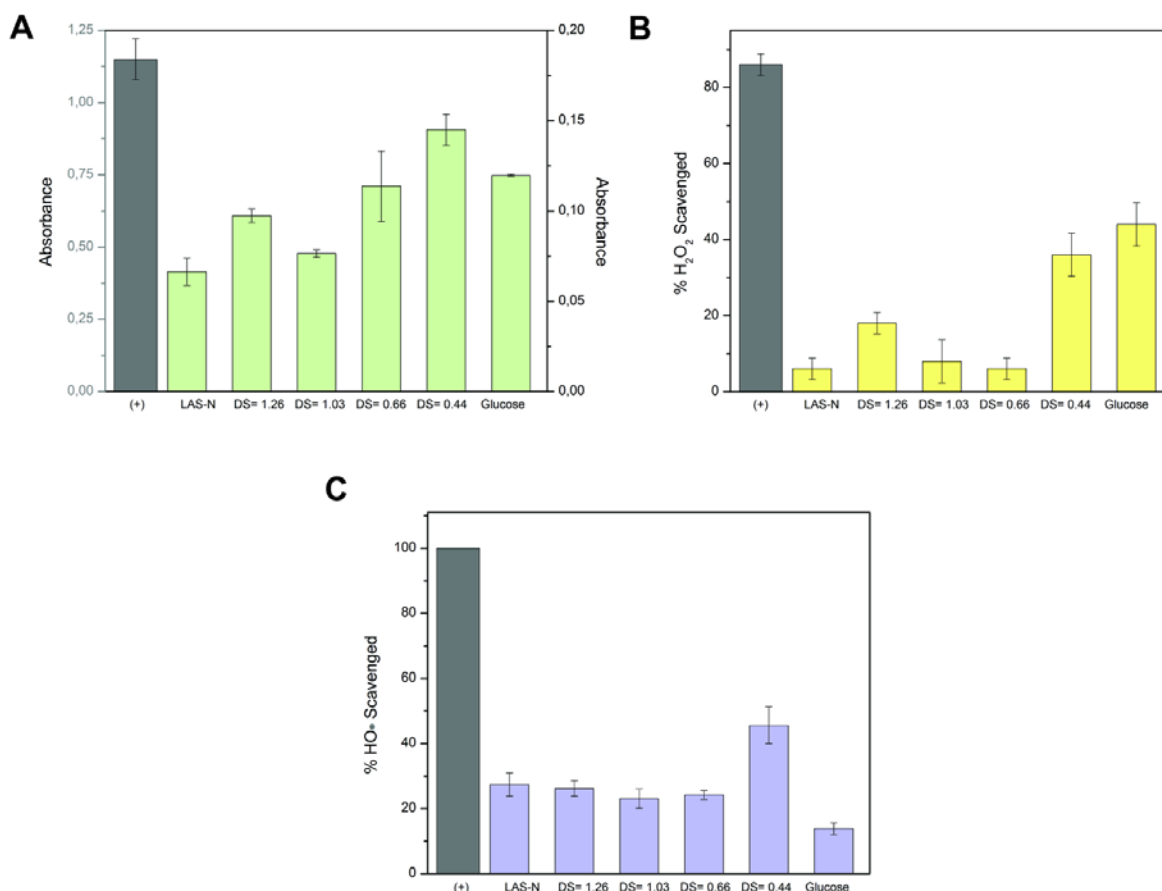 A
1,25
1,00
0,75
0,50
0,25
0,00
Absorbance
0,20
0,15
0,10
0,05
0,00
Absorbance
(+) LAS-N DS= 1.26 DS= 1.03 DS= 0.66 DS= 0.44 Glucose
B
80
60
40
20
0
% H₂O₂ Scavenged
(+) LAS-N DS= 1.26 DS= 1.03 DS= 0.66 DS= 0.44 Glucose
C
100
80
60
40
20
0
% HO• Scavenged
(+) LAS-N DS= 1.26 DS= 1.03 DS= 0.66 DS= 0.44 Glucose